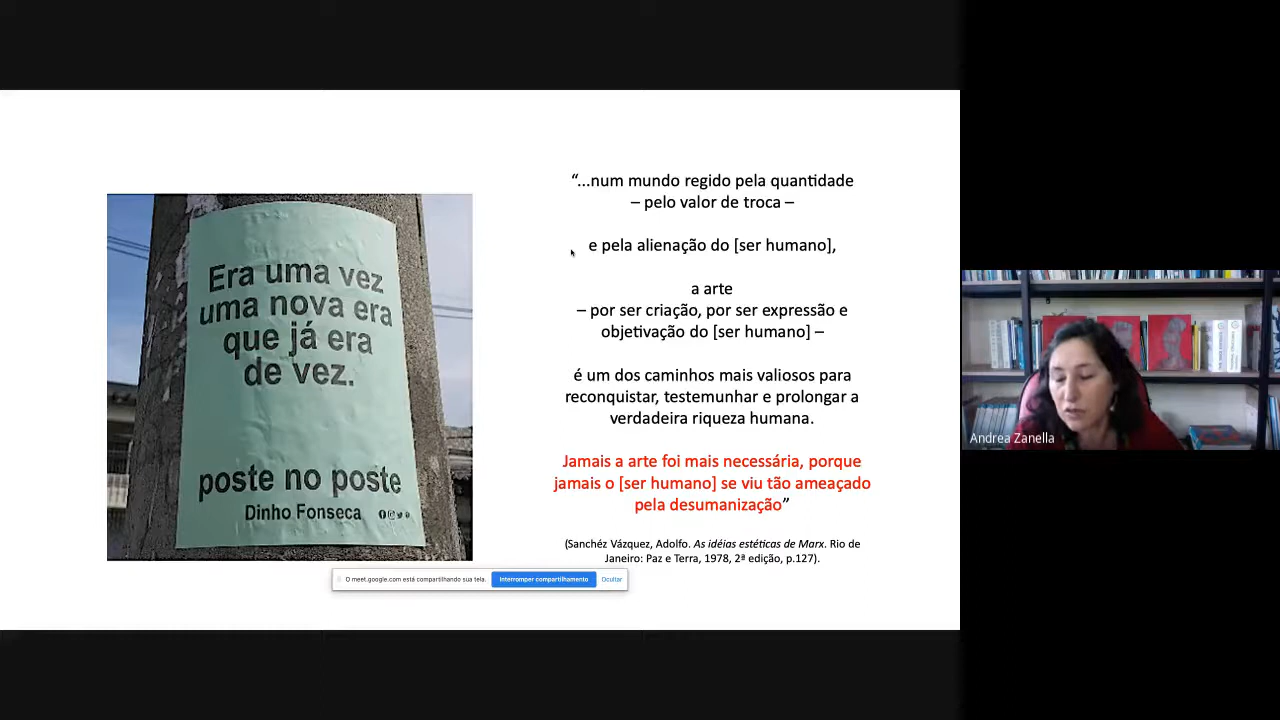 Era uma vez
uma nova era
que já era
de vez.
poste no poste
Dinho Fonseca
“...num mundo regido pela quantidade
– pelo valor de troca –
e pela alienação do [ser humano],
a arte
– por ser criação, por ser expressão e
objetivação do [ser humano] –
é um dos caminhos mais valiosos para
reconquistar, testemunhar e prolongar a
verdadeira riqueza humana.
Jamais a arte foi mais necessária, porque
jamais o [ser humano] se viu tão ameaçado
pela desumanização”
(Sanchéz Vázquez, Adolfo. As idéias estéticas de Marx. Rio de
Janeiro: Paz e Terra, 1978, 2ª edição, p.127).
O meet.google.com está compartilhando sua tela. Interromper compartilhamento Ocultar
Andrea Zanella